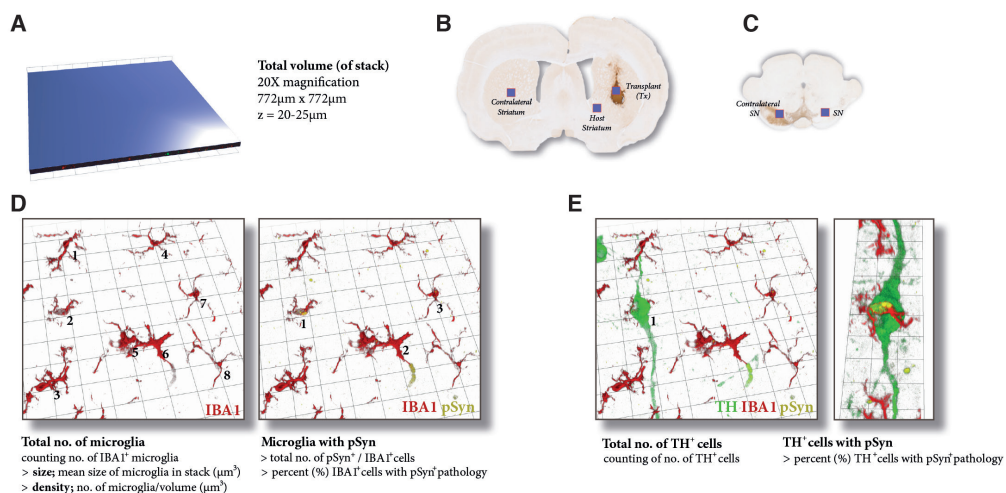 A
Total volume (of stack)
20X magnification
772µm x 772µm
z = 20-25µm
B
Contralateral
Striatum
Transplant
(Tx)
Host
Striatum
C
Contralateral
SN
SN
D
1
2
3
4
5
6
7
8
IBA1
1
2
3
IBA1 pSyn
Total no. of microglia
counting no. of IBA1⁺ microglia
> size; mean size of microglia in stack (µm³)
> density; no. of microglia/volume (µm³)
Microglia with pSyn
> total no. of pSyn⁺ / IBA1⁺cells
> percent (%) IBA1⁺cells with pSyn⁺pathology
E
1
TH IBA1 pSyn
Total no. of TH⁺ cells
counting of no. of TH⁺cells
TH⁺cells with pSyn
> percent (%) TH⁺cells with pSyn⁺pathology